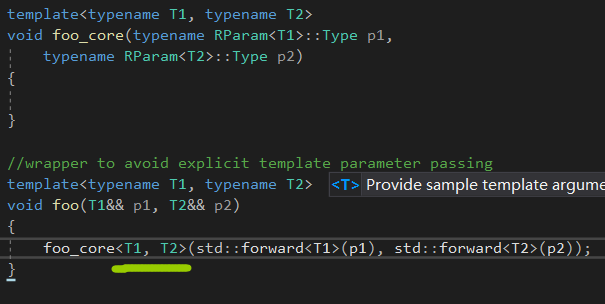 template<typename T1, typename T2>
void foo_core(typename RParam<T1>::Type p1,
typename RParam<T2>::Type p2)
{
}
//wrapper to avoid explicit template parameter passing
template<typename T1, typename T2> <T> Provide sample template argume
void foo(T1&& p1, T2&& p2)
{
foo_core<T1, T2>(std::forward<T1>(p1), std::forward<T2>(p2));
}